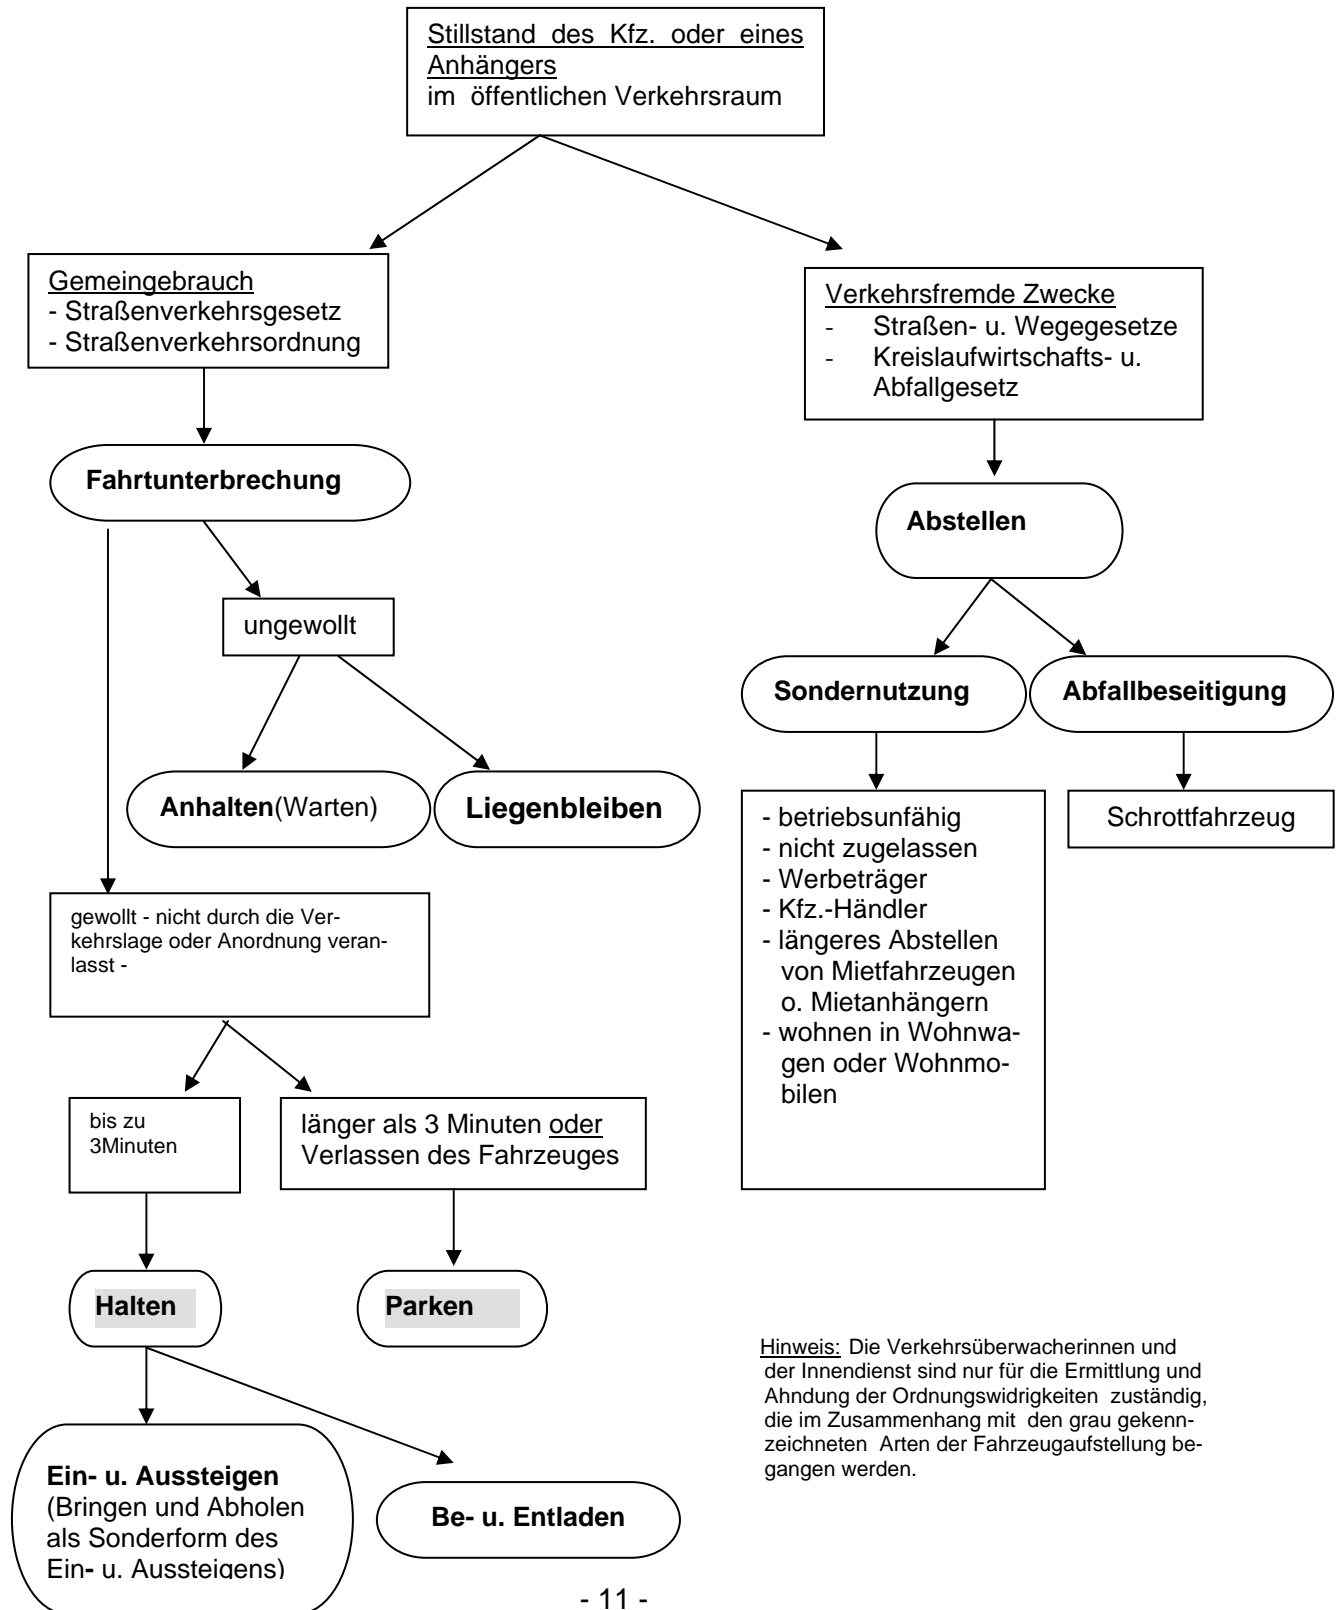 Stillstand des Kfz. oder eines
Anhängers
im öffentlichen Verkehrsraum
Gemeingebrauch
- Straßenverkehrsgesetz
- Straßenverkehrsordnung
Verkehrsfremde Zwecke
- Straßen- u. Wegegesetze
- Kreislaufwirtschafts- u.
Abfallgesetz
Fahrtunterbrechung
Abstellen
ungewollt
Sondernutzung
Abfallbeseitigung
Anhalten(Warten)
Liegenbleiben
- betriebsunfähig
- nicht zugelassen
- Werbeträger
- Kfz.-Händler
- längeres Abstellen
von Mietfahrzeugen
o. Mietanhängern
- wohnen in Wohnwa-
gen oder Wohnmo-
bilen
Schrottfahrzeug
gewollt - nicht durch die Ver-
kehrslage oder Anordnung veran-
lasst -
bis zu
3Minuten
länger als 3 Minuten oder
Verlassen des Fahrzeuges
Halten
Parken
Hinweis: Die Verkehrsüberwacherinnen und
der Innendienst sind nur für die Ermittlung und
Ahndung der Ordnungswidrigkeiten zuständig,
die im Zusammenhang mit den grau gekenn-
zeichneten Arten der Fahrzeugaufstellung be-
gangen werden.
Ein- u. Aussteigen
(Bringen und Abholen
als Sonderform des
Ein- u. Aussteigens)
Be- u. Entladen
- 11 -